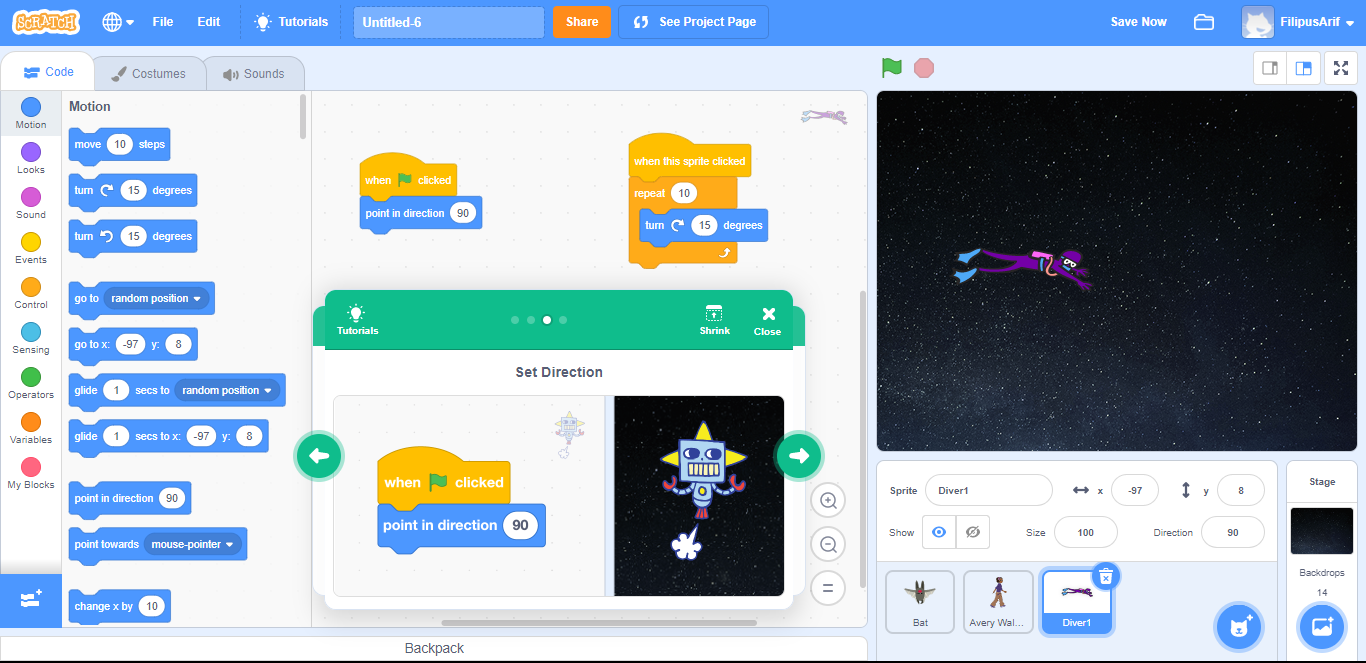 SCRATCH File Edit Tutorials Untitled-6 Share See Project Page Save Now FilipusArif
Code Costumes Sounds
Motion
Looks
Sound
Events
Control
Sensing
Operators
Variables
My Blocks
Motion
move 10 steps
turn 15 degrees
turn 15 degrees
go to random position
go to x: -97 y: 8
glide 1 secs to random position
glide 1 secs to x: -97 y: 8
point in direction 90
point towards mouse-pointer
change x by 10
when clicked
point in direction 90
when this sprite clicked
repeat 10
turn 15 degrees
Tutorials Shrink Close
Set Direction
when clicked
point in direction 90
Backpack
Sprite Diver1 x -97 y 8
Show Size 100 Direction 90
Bat Avery Wal... Diver1
Stage
Backdrops
14